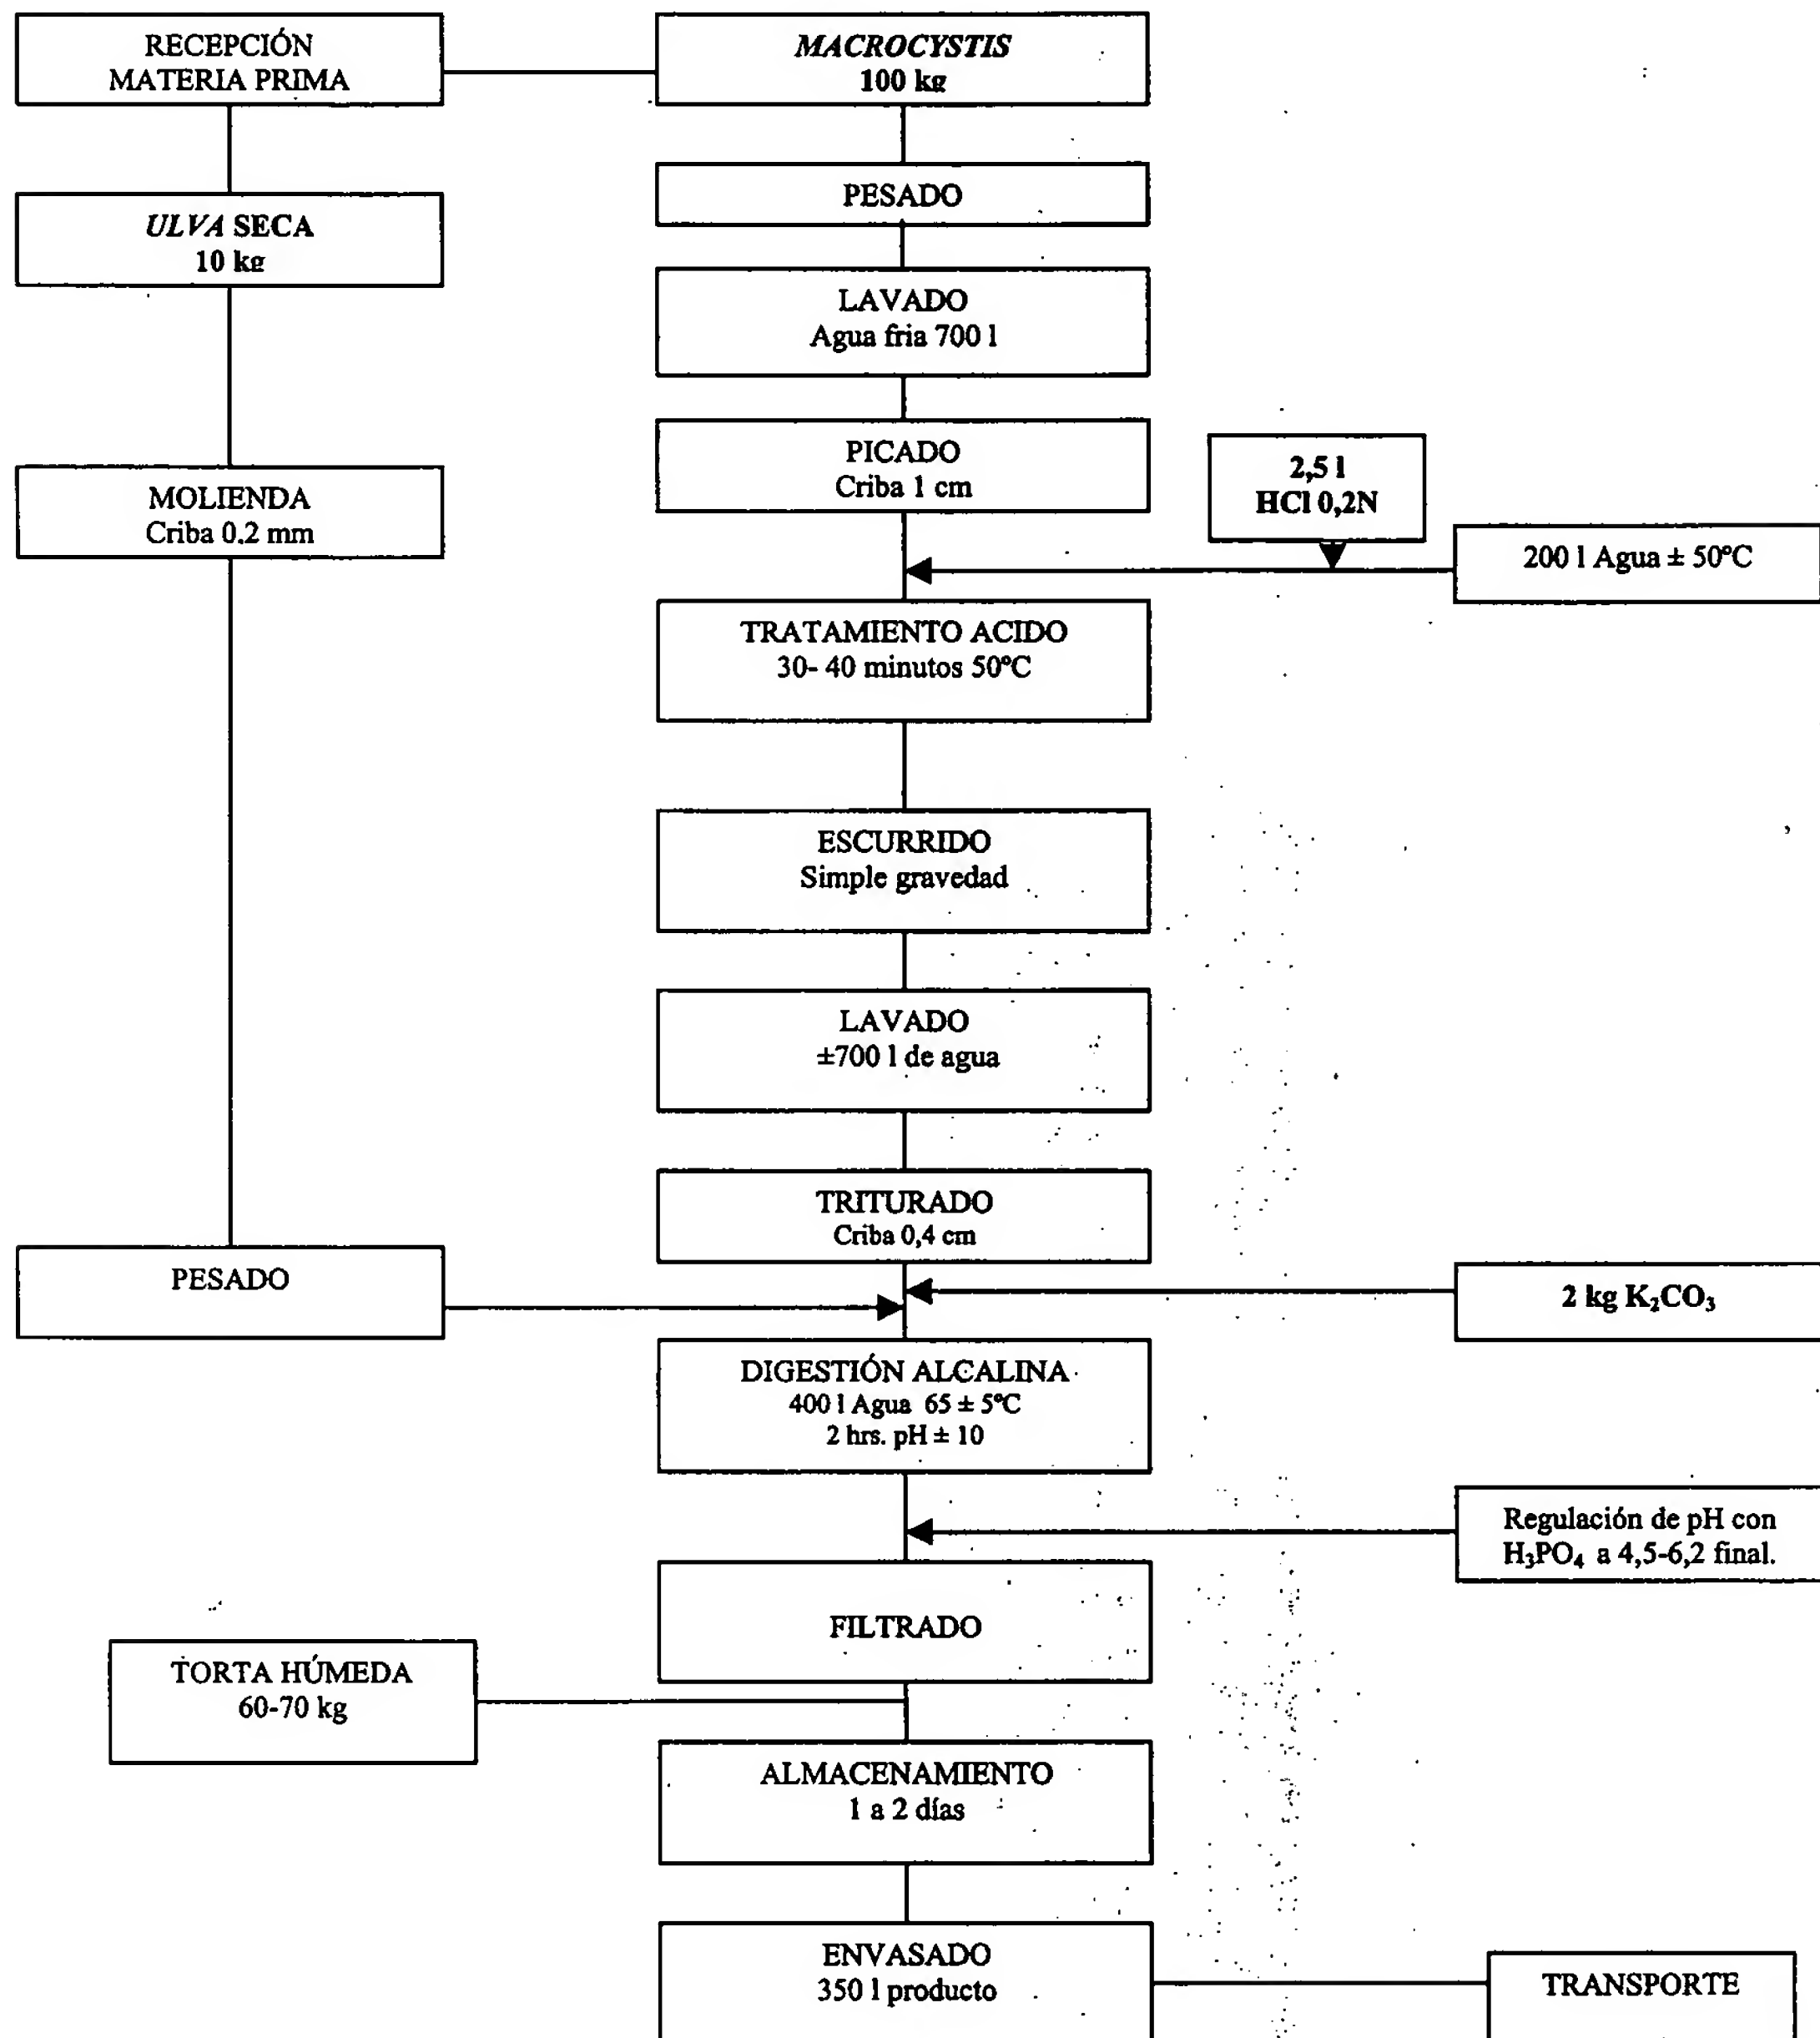 RECEPCIÓN
MATERIA PRIMA
MACROCYSTIS
100 kg
PESADO
ULVA SECA
10 kg
LAVADO
Agua fria 700 l
PICADO
Criba 1 cm
2,5 l
HCl 0,2N
MOLIENDA
Criba 0.2 mm
200 l Agua ± 50ºC
TRATAMIENTO ACIDO
30- 40 minutos 50ºC
ESCURRIDO
Simple gravedad
LAVADO
±700 l de agua
TRITURADO
Criba 0,4 cm
PESADO
2 kg K₂CO₃
DIGESTIÓN ALCALINA
400 l Agua 65 ± 5ºC
2 hrs. pH ± 10
Regulación de pH con
H₃PO₄ a 4,5-6,2 final.
FILTRADO
TORTA HÚMEDA
60-70 kg
ALMACENAMIENTO
1 a 2 días
ENVASADO
350 l producto
TRANSPORTE